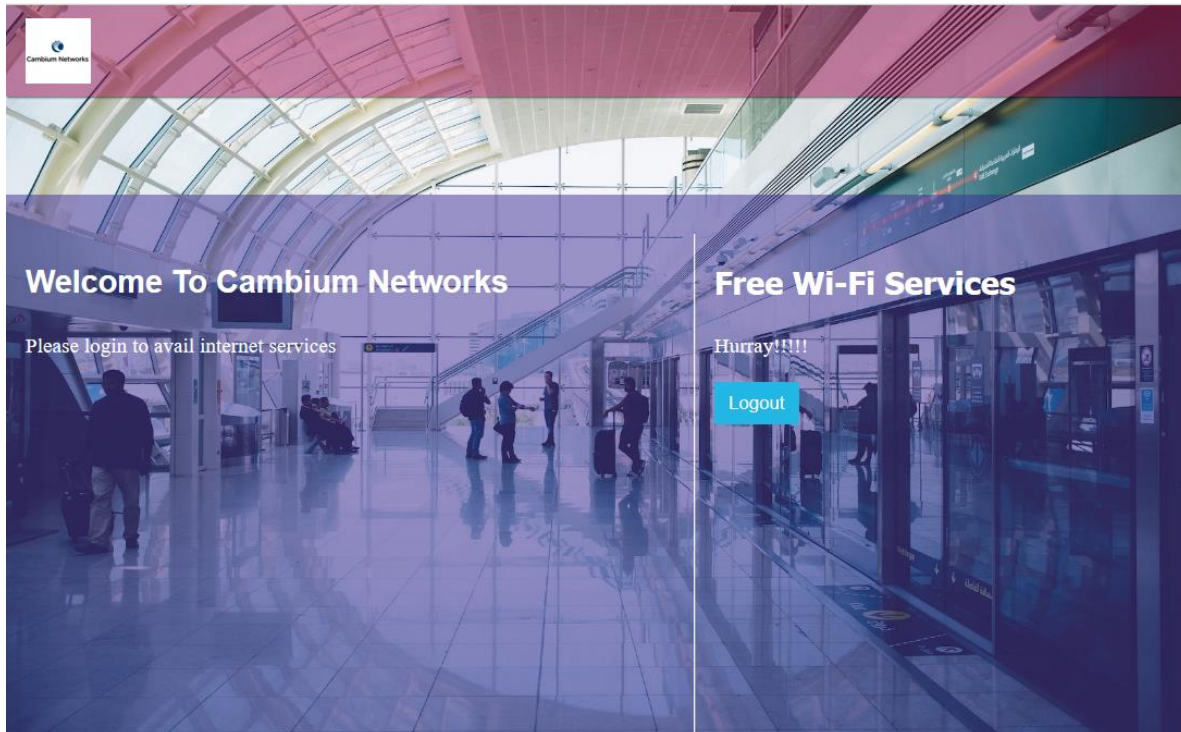 Cambium Networks
Welcome To Cambium Networks
Please login to avail internet services
Free Wi-Fi Services
Hurray!!!!!
Logout